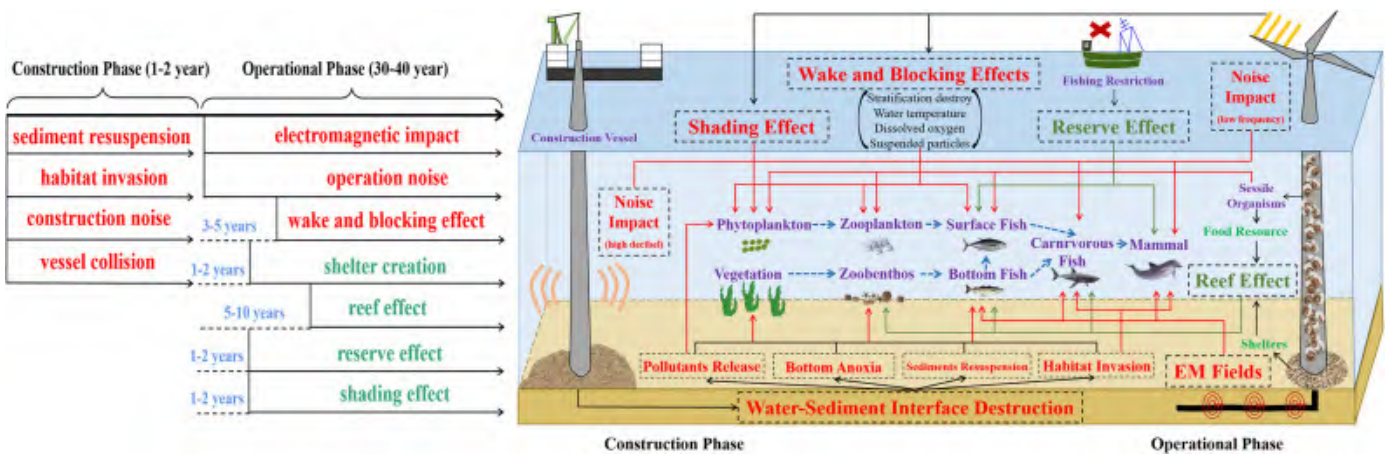 Construction Phase (1-2 year)
Operational Phase (30-40 year)
sediment resuspension
habitat invasion
construction noise
vessel collision
electromagnetic impact
operation noise
3-5 years
wake and blocking effect
1-2 years
shelter creation
5-10 years
reef effect
1-2 years
reserve effect
1-2 years
shading effect
Construction Vessel
Wake and Blocking Effects
Stratification destroy
Water temperature
Dissolved oxygen
Suspended particles
Shading Effect
Fishing Restriction
Reserve Effect
Noise
Impact
(low frequency)
Noise
Impact
(high decibel)
Phytoplankton
Zooplankton
Surface Fish
Carnrvorous
Fish
Mammal
Vegetation
Zoobenthos
Bottom Fish
Sessile
Organisms
Food Resource
Reef Effect
Shelters
Pollutants Release
Bottom Anoxia
Sediments Resuspension
Habitat Invasion
EM Fields
Water-Sediment Interface Destruction
Construction Phase
Operational Phase